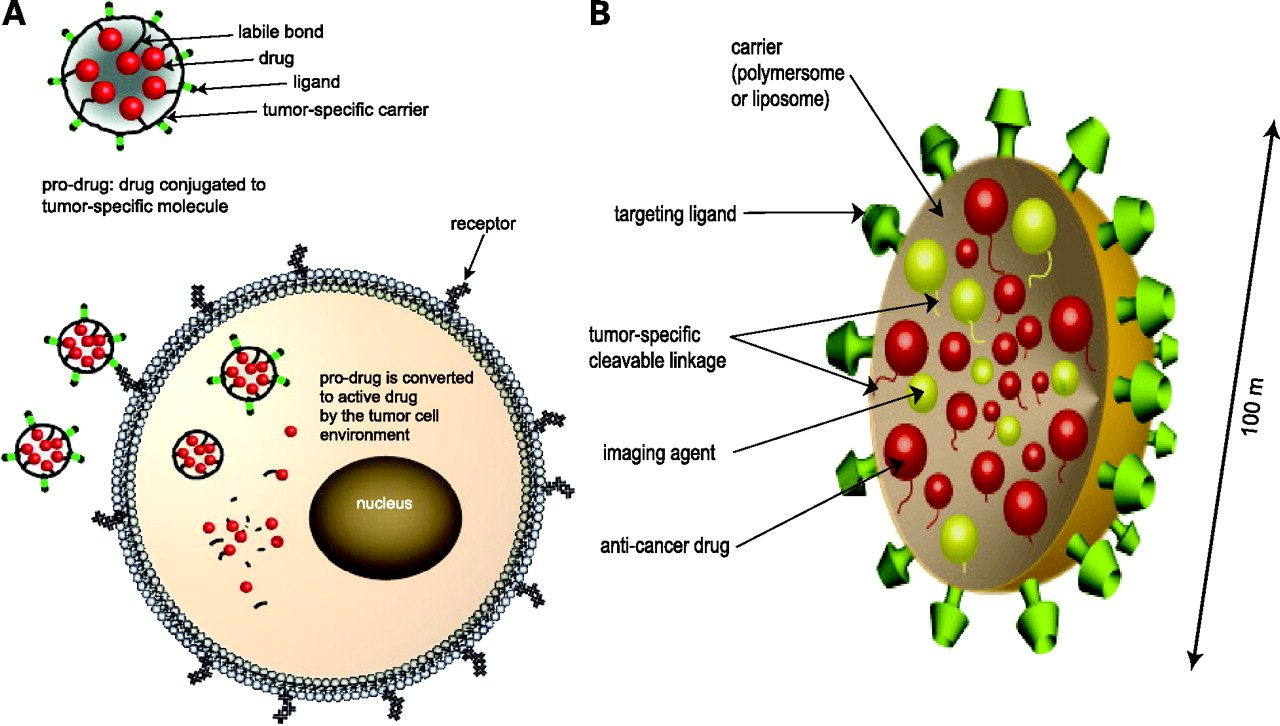 A
labile bond
drug
ligand
tumor-specific carrier
pro-drug: drug conjugated to
tumor-specific molecule
receptor
pro-drug is converted
to active drug
by the tumor cell
environment
nucleus
B
carrier
(polymersome
or liposome)
targeting ligand
tumor-specific
cleavable linkage
imaging agent
anti-cancer drug
100 m